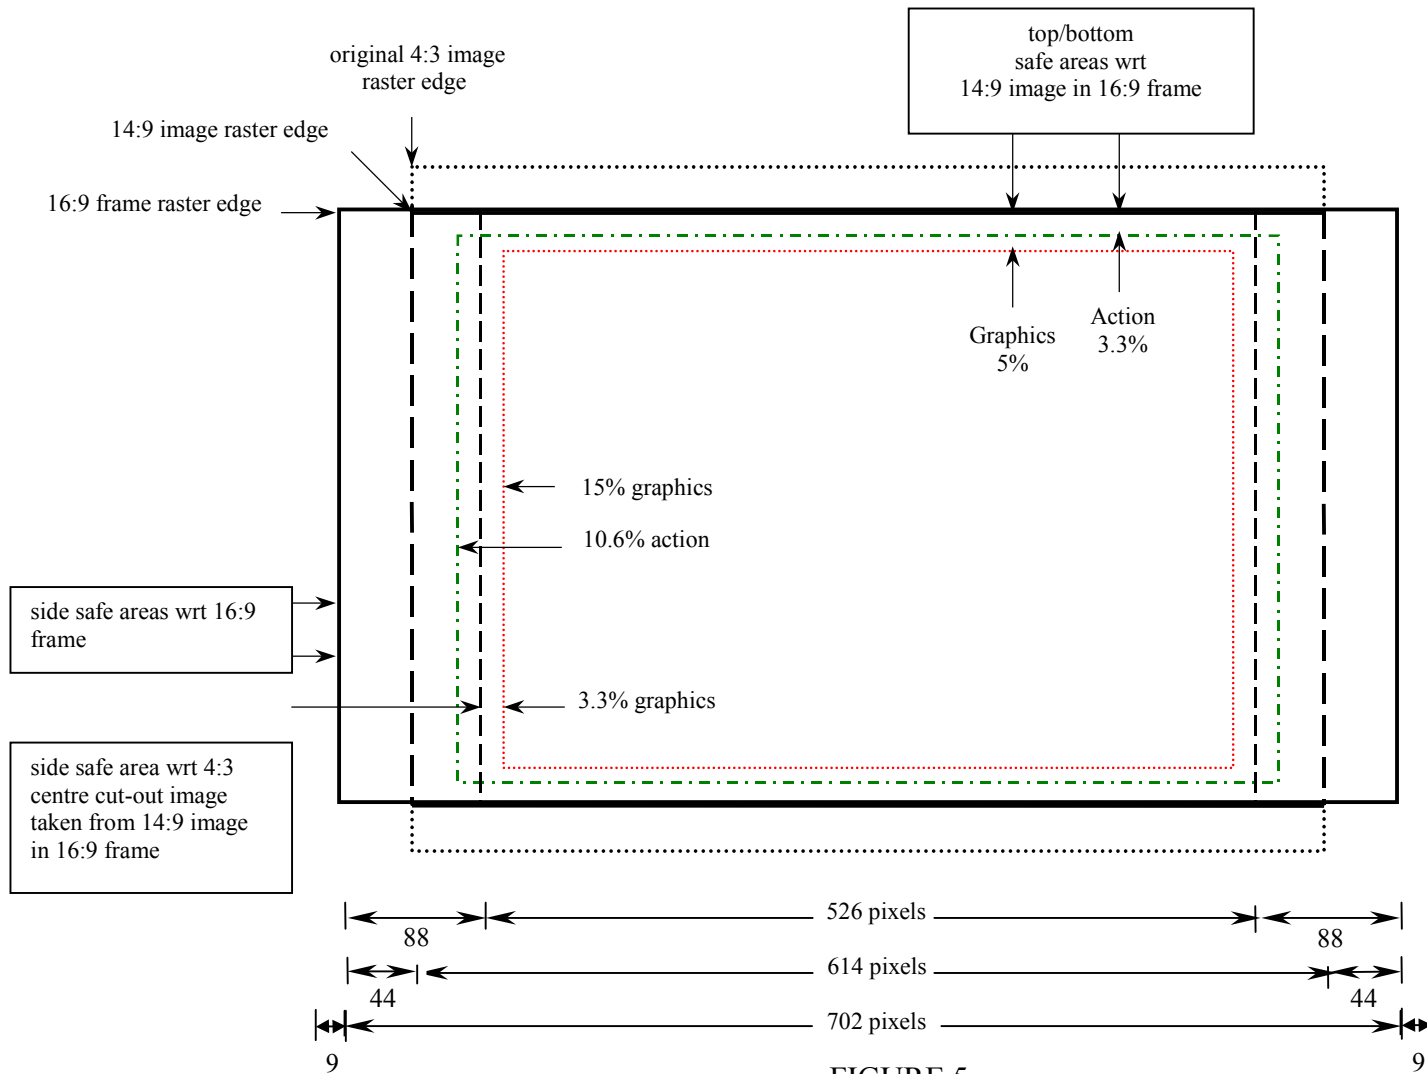 original 4:3 image
raster edge
top/bottom
safe areas wrt
14:9 image in 16:9 frame
14:9 image raster edge
16:9 frame raster edge
Graphics
5%
Action
3.3%
15% graphics
10.6% action
side safe areas wrt 16:9
frame
3.3% graphics
side safe area wrt 4:3
centre cut-out image
taken from 14:9 image
in 16:9 frame
526 pixels
88
88
614 pixels
44
44
702 pixels
9
9
FIGURE 5